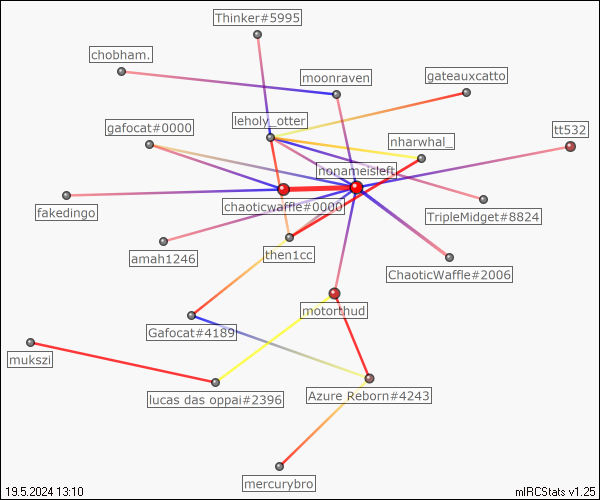 Thinker#5995
chobham.
moonraven
gateauxcatto
leholy_otter
gafocat#0000
tt532
nharwhal_
nonameisleft
chaoticwaffle#0000
fakedingo
TripleMidget#8824
then1cc
amah1246
ChaoticWaffle#2006
motorthud
Gafocat#4189
mukszi
lucas das oppai#2396
Azure Reborn#4243
mercurybro
19.5.2024 13:10
mIRCStats v1.25